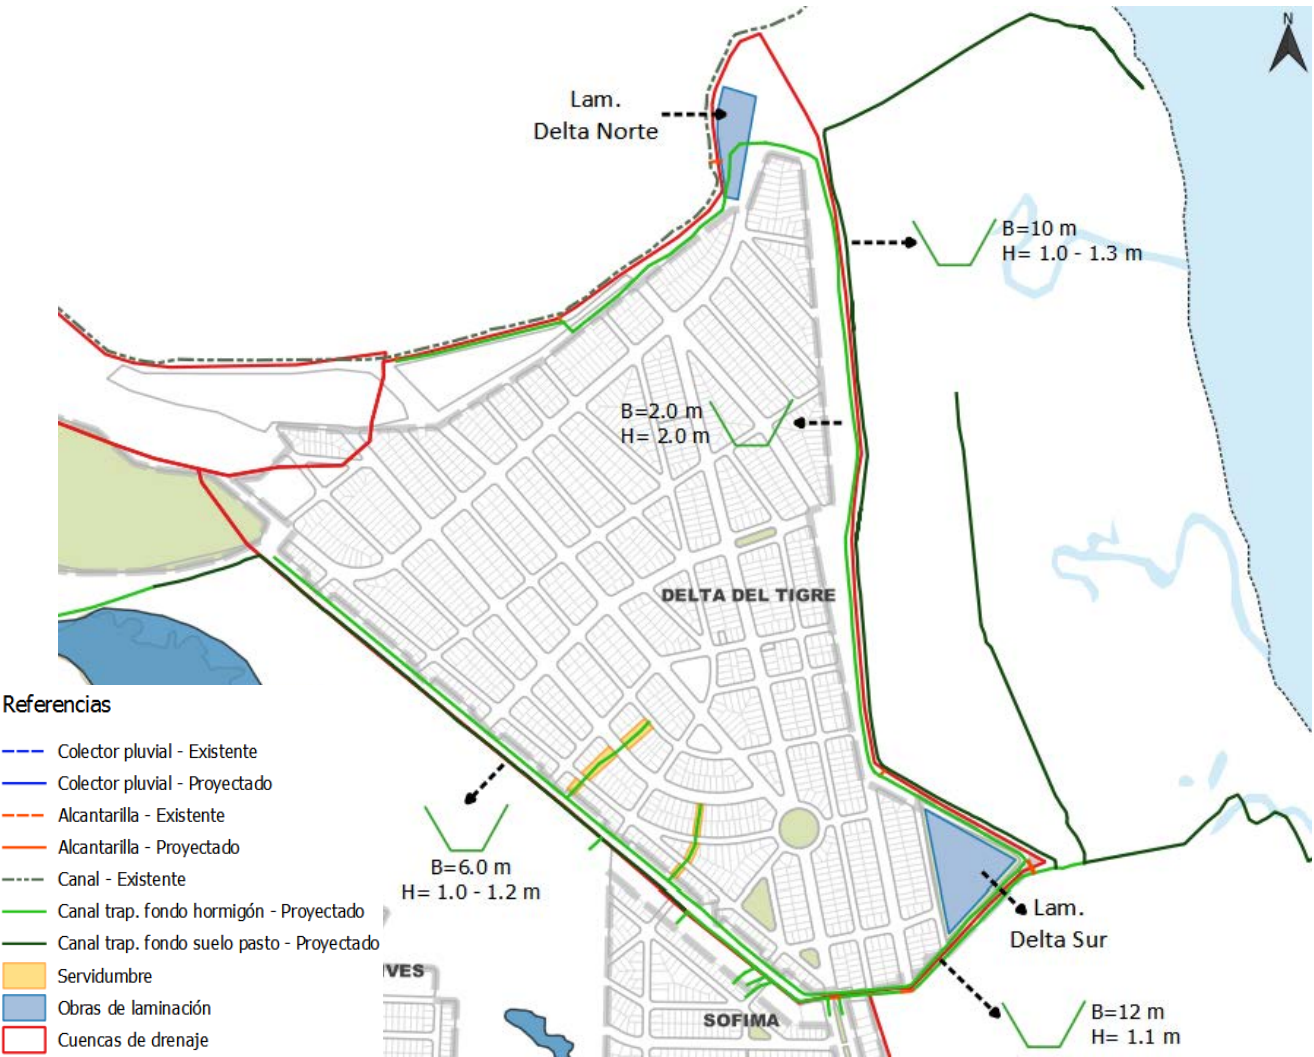 N
Lam.
Delta Norte
B=10 m
H= 1.0 - 1.3 m
B=2.0 m
H= 2.0 m
DELTA DEL TIGRE
Referencias
Colector pluvial - Existente
Colector pluvial - Proyectado
Alcantarilla - Existente
Alcantarilla - Proyectado
Canal - Existente
Canal trap. fondo hormigón - Proyectado
Canal trap. fondo suelo pasto - Proyectado
Servidumbre
Obras de laminación
Cuencas de drenaje
B=6.0 m
H= 1.0 - 1.2 m
Lam.
Delta Sur
VES
SOFIMA
B=12 m
H= 1.1 m